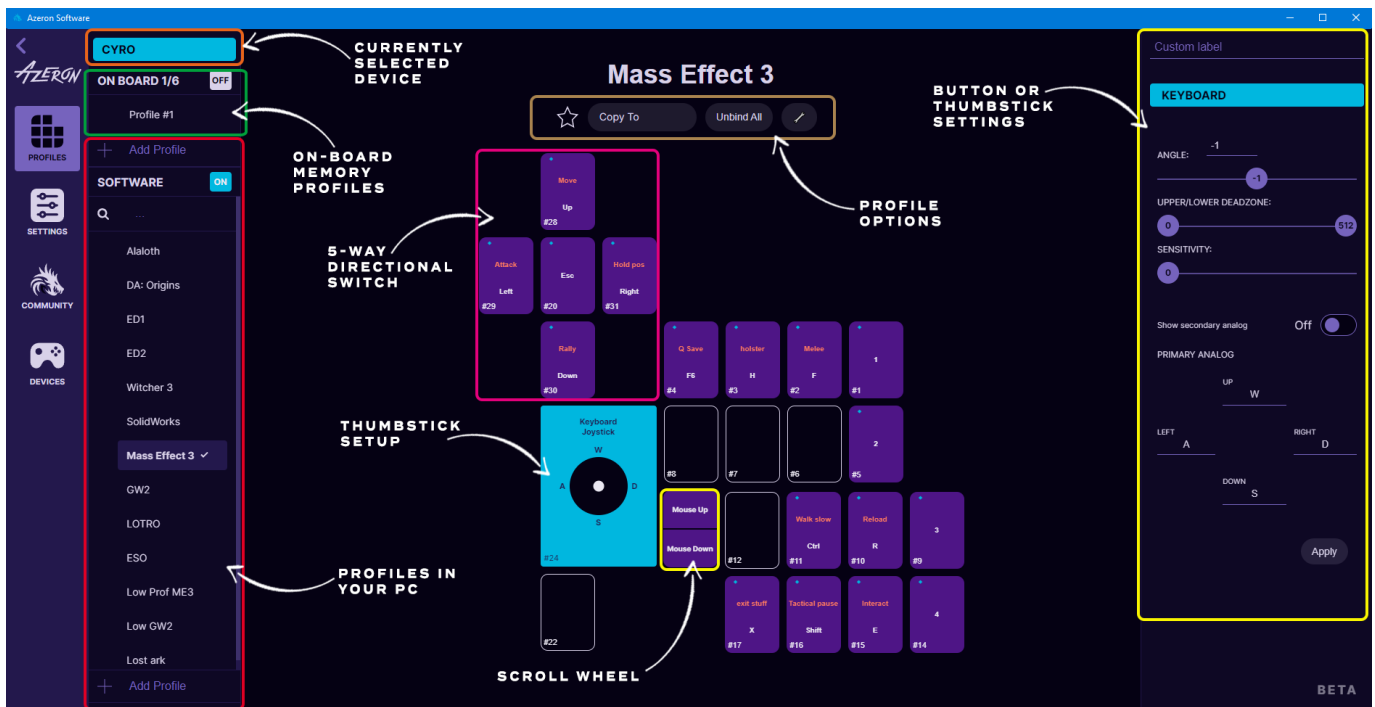 Azeron Software
AZERON
PROFILES
SETTINGS
COMMUNITY
DEVICES
CYRO
ON BOARD 1/6 OFF
Profile #1
Add Profile
SOFTWARE ON
...
Alaloth
DA: Origins
ED1
ED2
Witcher 3
SolidWorks
Mass Effect 3
GW2
LOTRO
ESO
Low Prof ME3
Low GW2
Lost ark
Add Profile
CURRENTLY
SELECTED
DEVICE
ON-BOARD
MEMORY
PROFILES
5-WAY
DIRECTIONAL
SWITCH
THUMBSTICK
SETUP
PROFILES IN
YOUR PC
SCROLL WHEEL
PROFILE
OPTIONS
BUTTON OR
THUMBSTICK
SETTINGS
Mass Effect 3
Copy To Unbind All
Move
Up
#28
Attack
Left
#29
Esc
#20
Hold pos
Right
#31
Rally
Down
#30
Q Save
F6
#4
holster
H
#3
Melee
F
#2
1
#1
Keyboard
Joystick
W
A D
S
#24
#8
#7
#6
2
#5
Mouse Up
Mouse Down
#12
Walk slow
Ctrl
#11
Reload
R
#10
3
#9
#22
exit stuff
X
#17
Tactical pause
Shift
#16
Interact
E
#15
4
#14
Custom label
KEYBOARD
ANGLE: -1
-1
UPPER/LOWER DEADZONE:
0 512
SENSITIVITY:
0
Show secondary analog Off
PRIMARY ANALOG
UP
W
LEFT RIGHT
A D
DOWN
S
Apply
BETA